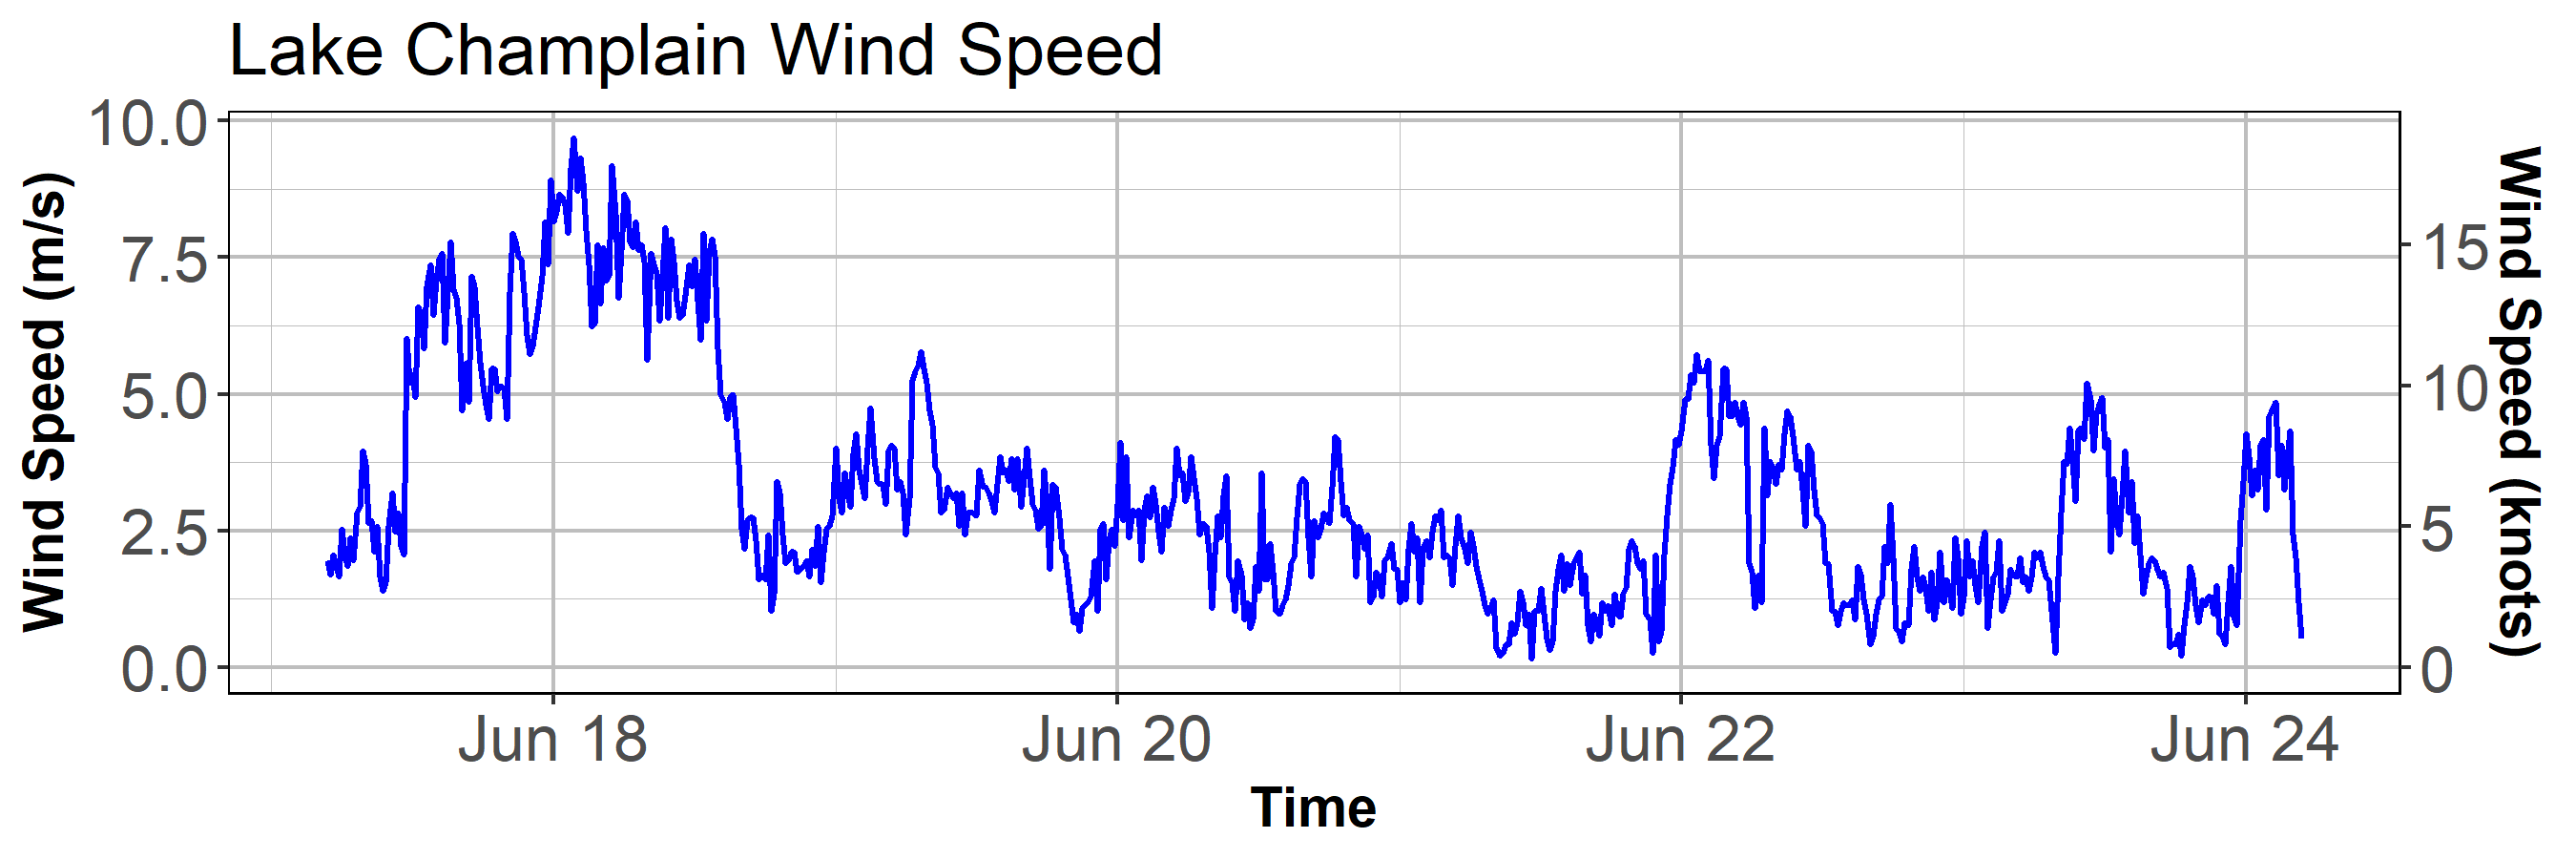 Lake Champlain Wind Speed
Wind Speed (m/s)
10.0
7.5
5.0
2.5
0.0
Wind Speed (knots)
15
10
5
0
Jun 18
Jun 20
Jun 22
Jun 24
Time